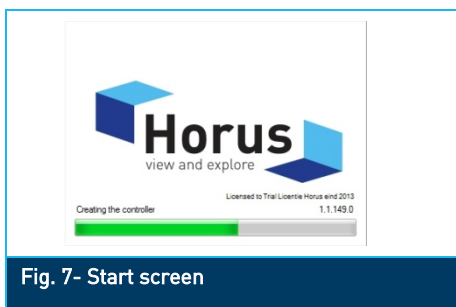 Horus
view and explore
Licensed to Trial Licentie Horus eind 2013
Creating the controller 1.1.149.0
Fig. 7- Start screen